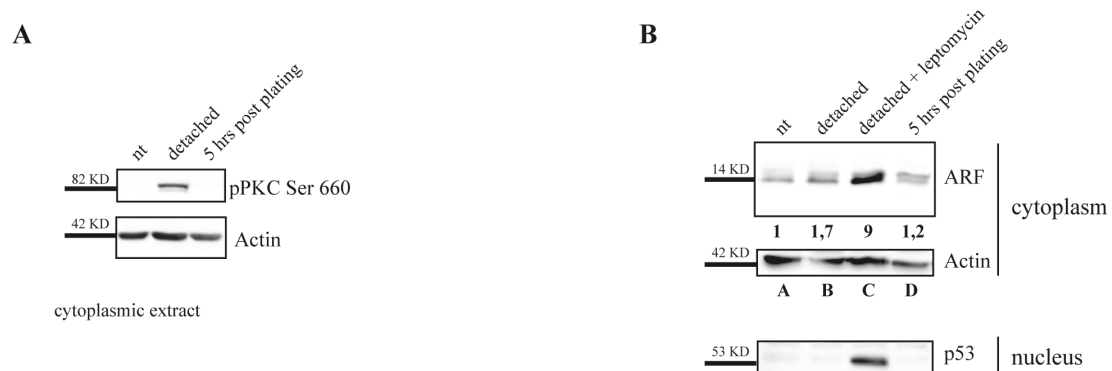 A
nt
detached
5 hrs post plating
82 KD
pPKC Ser 660
42 KD
Actin
cytoplasmic extract
B
nt
detached
detached + leptomycin
5 hrs post plating
14 KD
ARF
1 1,7 9 1,2
42 KD
Actin
cytoplasm
A B C D
53 KD
p53
nucleus